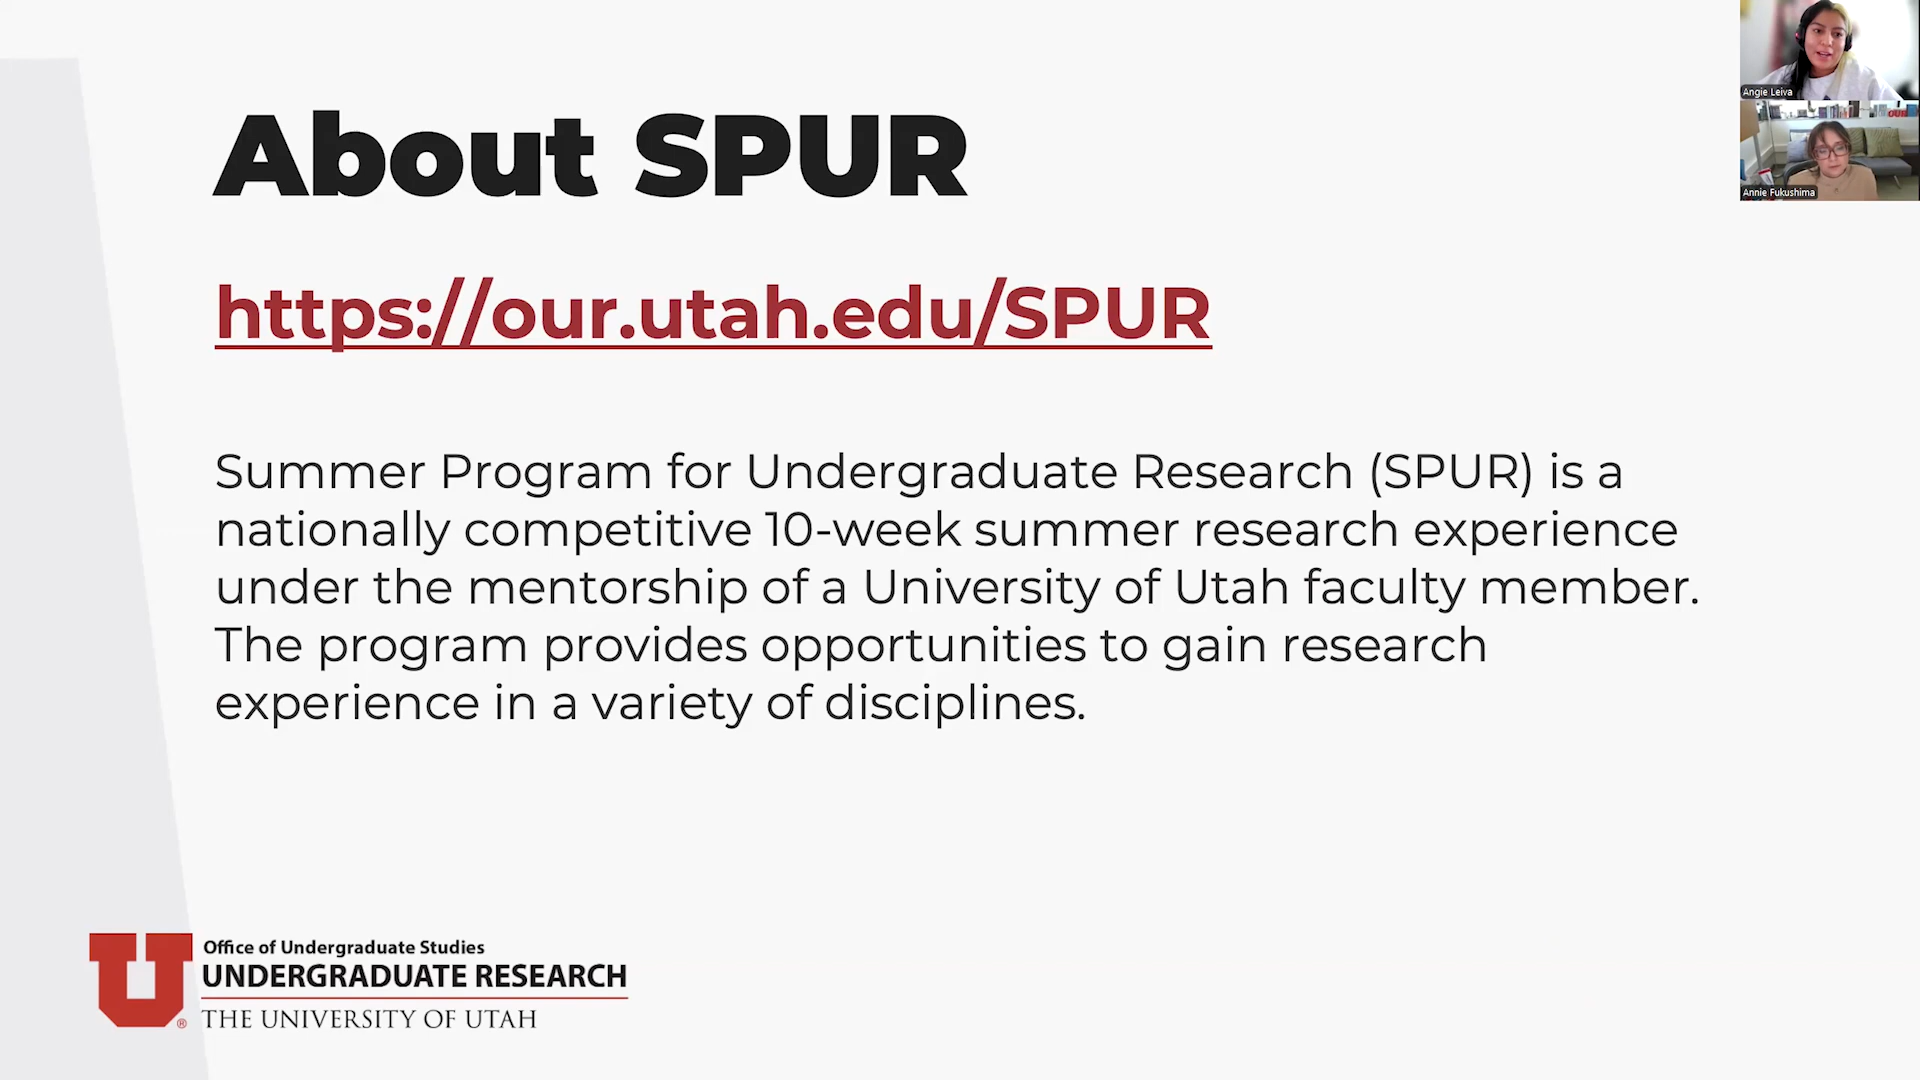 About SPUR
https://our.utah.edu/SPUR
Summer Program for Undergraduate Research (SPUR) is a
nationally competitive 10-week summer research experience
under the mentorship of a University of Utah faculty member.
The program provides opportunities to gain research
experience in a variety of disciplines.
U®
Office of Undergraduate Studies
UNDERGRADUATE RESEARCH
THE UNIVERSITY OF UTAH
Angie Leiva
OUR
Annie Fukushima